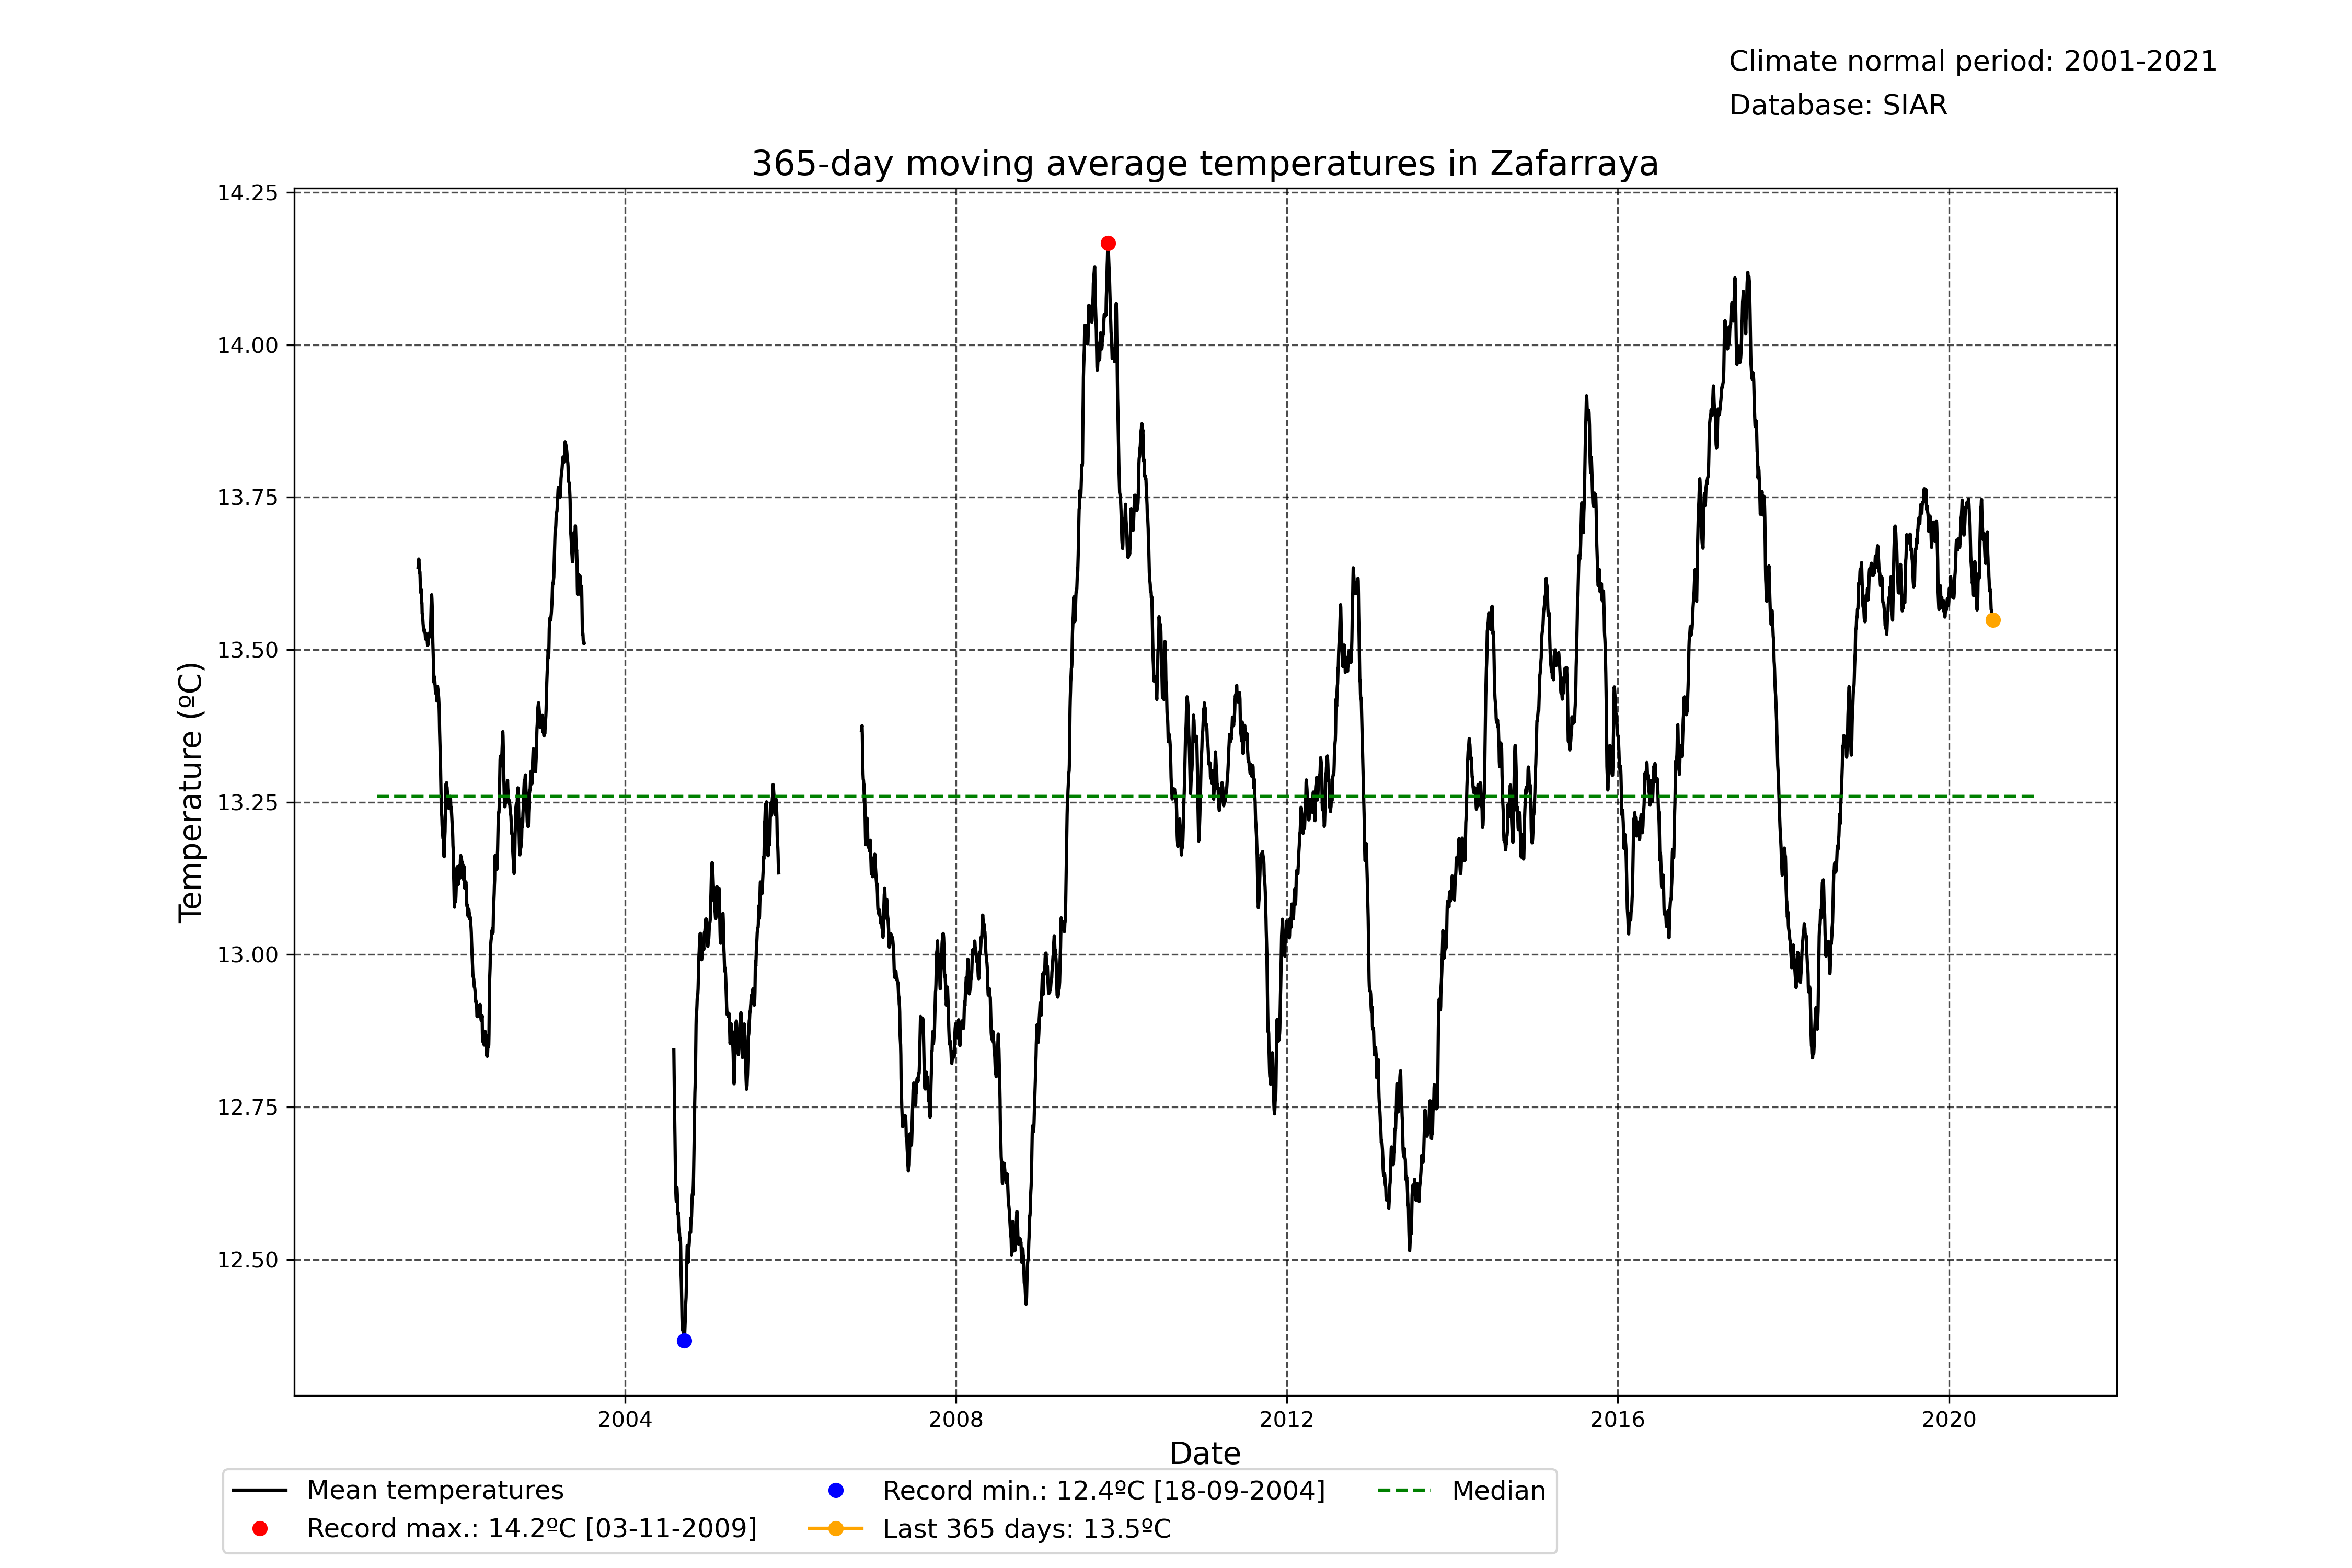 Climate normal period: 2001-2021
Database: SIAR
365-day moving average temperatures in Zafarraya
14.25
14.00
13.75
13.50
13.25
13.00
12.75
12.50
Temperature (ºC)
2004 2008 2012 2016 2020
Date
Mean temperatures
Record max.: 14.2ºC [03-11-2009]
Record min.: 12.4ºC [18-09-2004]
Last 365 days: 13.5ºC
Median